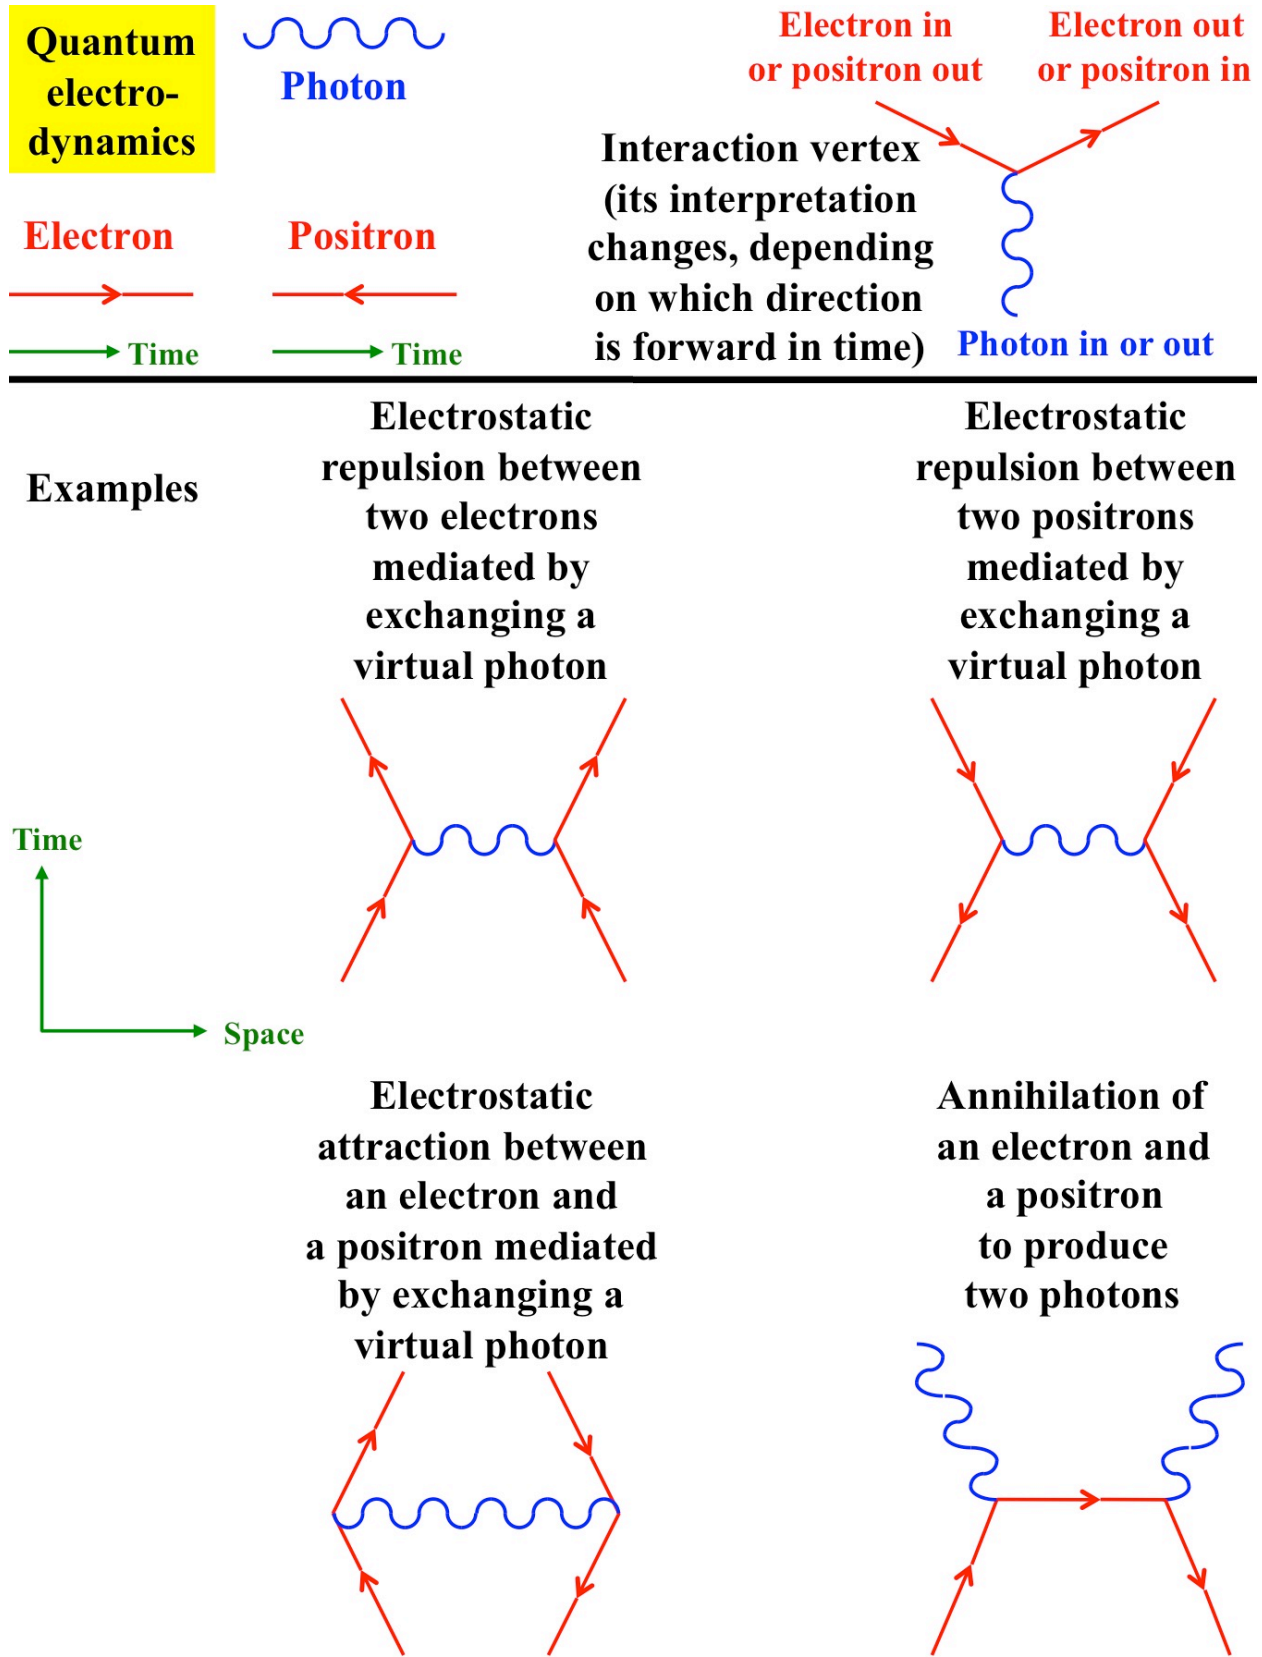 Quantum
electro-
dynamics
Photon
Electron in
or positron out
Electron out
or positron in
Interaction vertex
(its interpretation
changes, depending
on which direction
is forward in time)
Photon in or out
Electron
Time
Positron
Time
Examples
Electrostatic
repulsion between
two electrons
mediated by
exchanging a
virtual photon
Electrostatic
repulsion between
two positrons
mediated by
exchanging a
virtual photon
Time
Space
Electrostatic
attraction between
an electron and
a positron mediated
by exchanging a
virtual photon
Annihilation of
an electron and
a positron
to produce
two photons